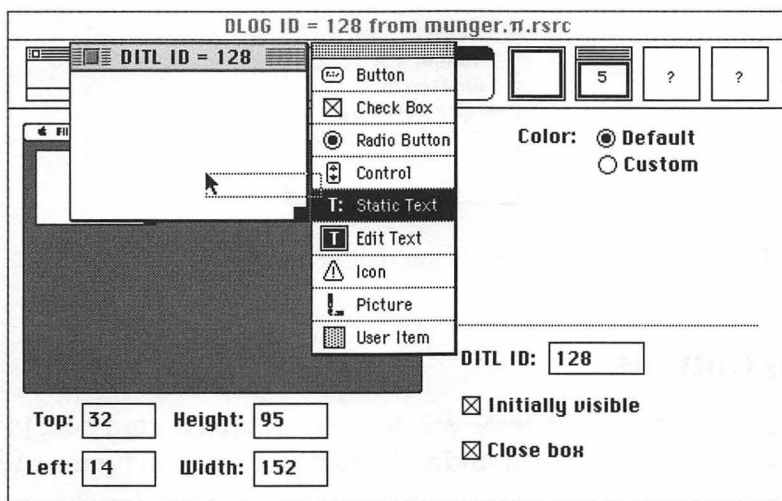 DLOG ID = 128 from munger.π.rsrc
DITL ID = 128
Button
Check Box
Radio Button
Control
T: Static Text
T Edit Text
Icon
Picture
User Item
5
?
?
Color: Default
Custom
DITL ID: 128
Initially visible
Close box
Top: 32 Height: 95
Left: 14 Width: 152